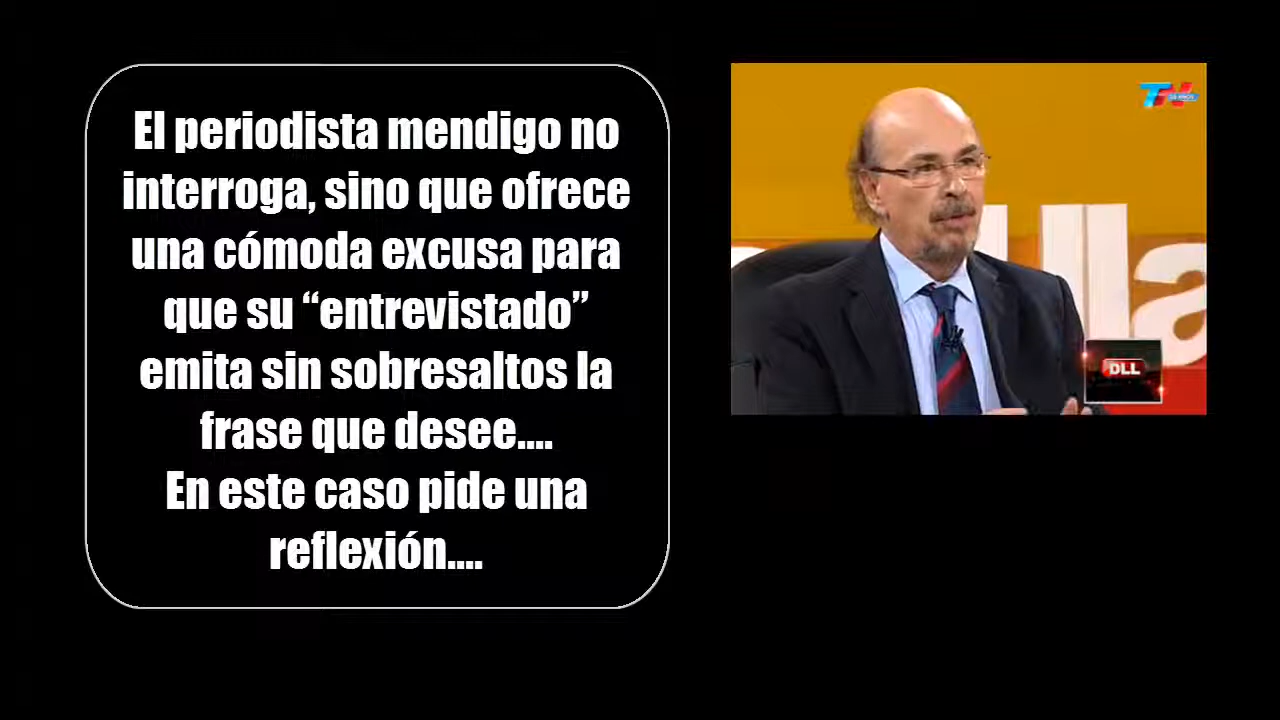 El periodista mendigo no
interroga, sino que ofrece
una cómoda excusa para
que su “entrevistado”
emita sin sobresaltos la
frase que desee....
En este caso pide una
reflexión....
TN
lla
DLL